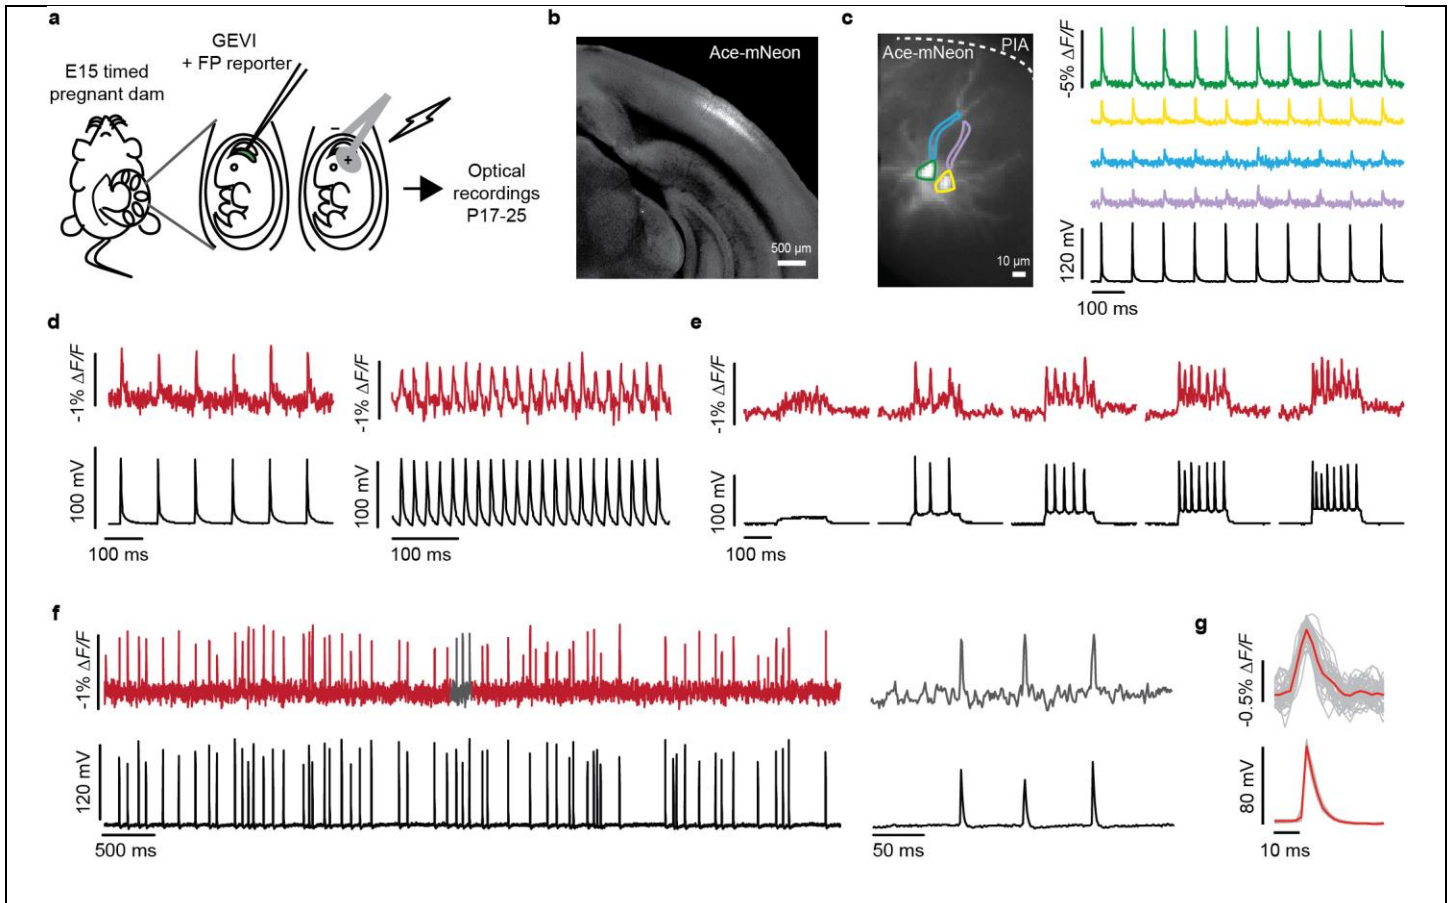 a
E15 timed
pregnant dam
GEVI
+ FP reporter
–
+
Optical
recordings
P17-25
b
Ace-mNeon
500 µm
c
Ace-mNeon
PIA
10 µm
-5% ΔF/F
120 mV
100 ms
d
-1% ΔF/F
100 mV
100 ms
-1% ΔF/F
100 mV
100 ms
e
-1% ΔF/F
100 mV
100 ms
f
-1% ΔF/F
120 mV
500 ms
50 ms
g
-0.5% ΔF/F
80 mV
10 ms